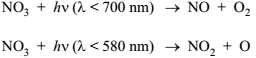 NO₃ + hν (λ < 700 nm) → NO + O₂
NO₃ + hν (λ < 580 nm) → NO₂ + O